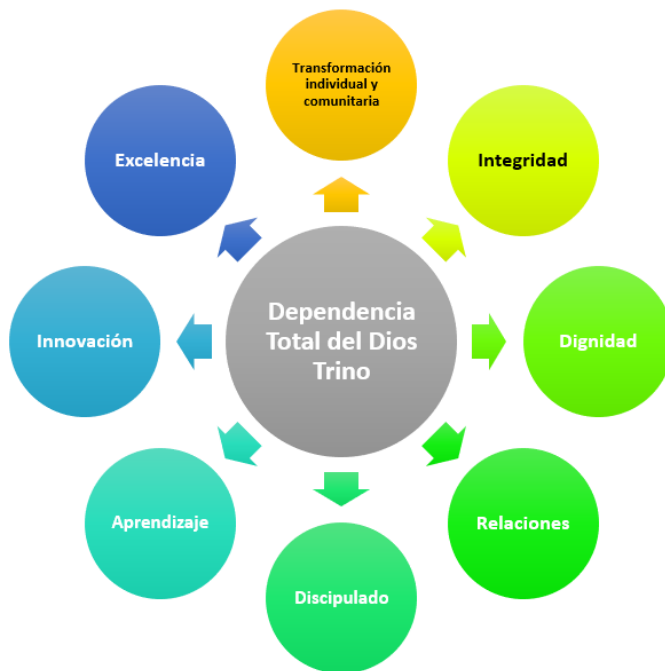 Transformación
individual y
comunitaria
Integridad
Dignidad
Relaciones
Discipulado
Aprendizaje
Innovación
Excelencia
Dependencia
Total del Dios
Trino